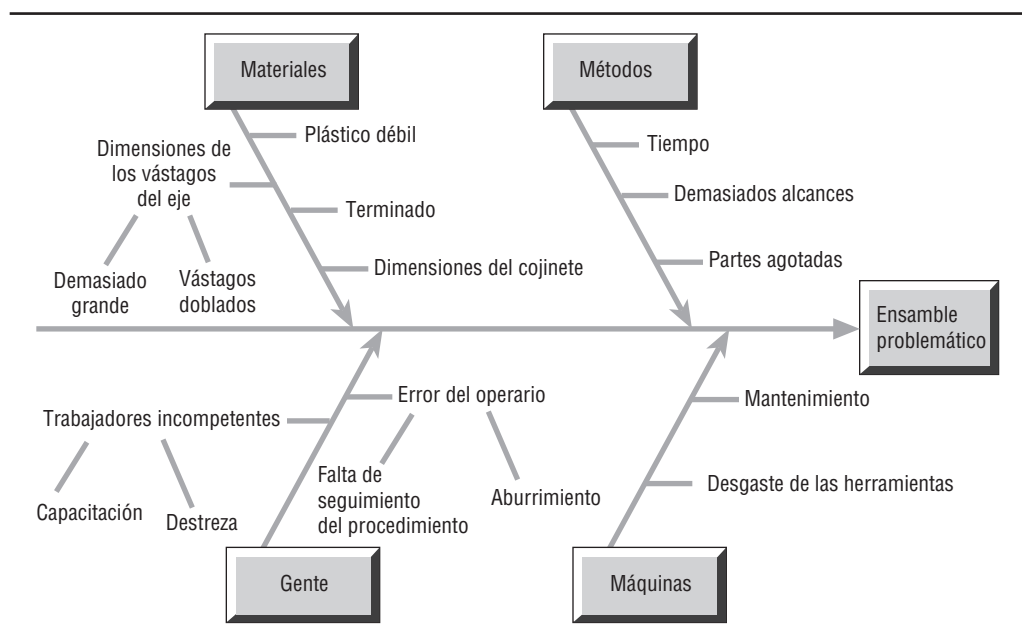 Materiales
Métodos
Plástico débil
Dimensiones de
los vástagos
del eje
Terminado
Dimensiones del cojinete
Demasiado
grande
Vástagos
doblados
Tiempo
Demasiados alcances
Partes agotadas
Ensamble
problemático
Trabajadores incompetentes
Capacitación
Destreza
Error del operario
Falta de
seguimiento
del procedimiento
Aburrimiento
Mantenimiento
Desgaste de las herramientas
Gente
Máquinas